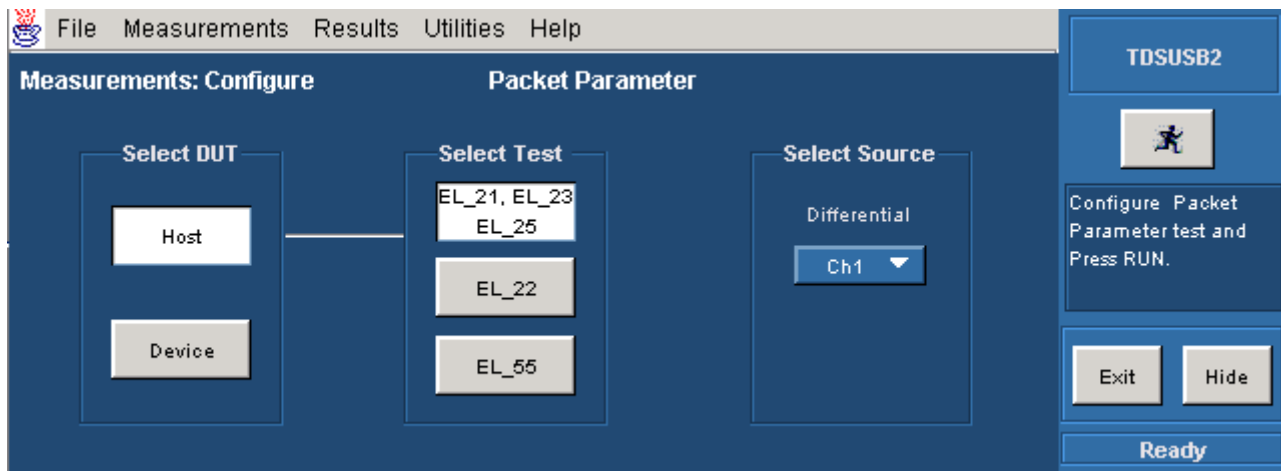 File Measurements Results Utilities Help
TDSUSB2
Measurements: Configure
Packet Parameter
Select DUT
Host
Device
Select Test
EL_21, EL_23
EL_25
EL_22
EL_55
Select Source
Differential
Ch1
Configure Packet
Parameter test and
Press RUN.
Exit
Hide
Ready